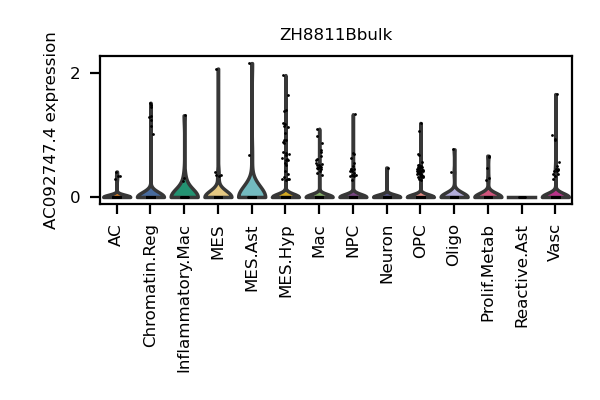 ZH8811Bbulk
AC092747.4 expression
2
0
AC
Chromatin.Reg
Inflammatory.Mac
MES
MES.Ast
MES.Hyp
Mac
NPC
Neuron
OPC
Oligo
Prolif.Metab
Reactive.Ast
Vasc